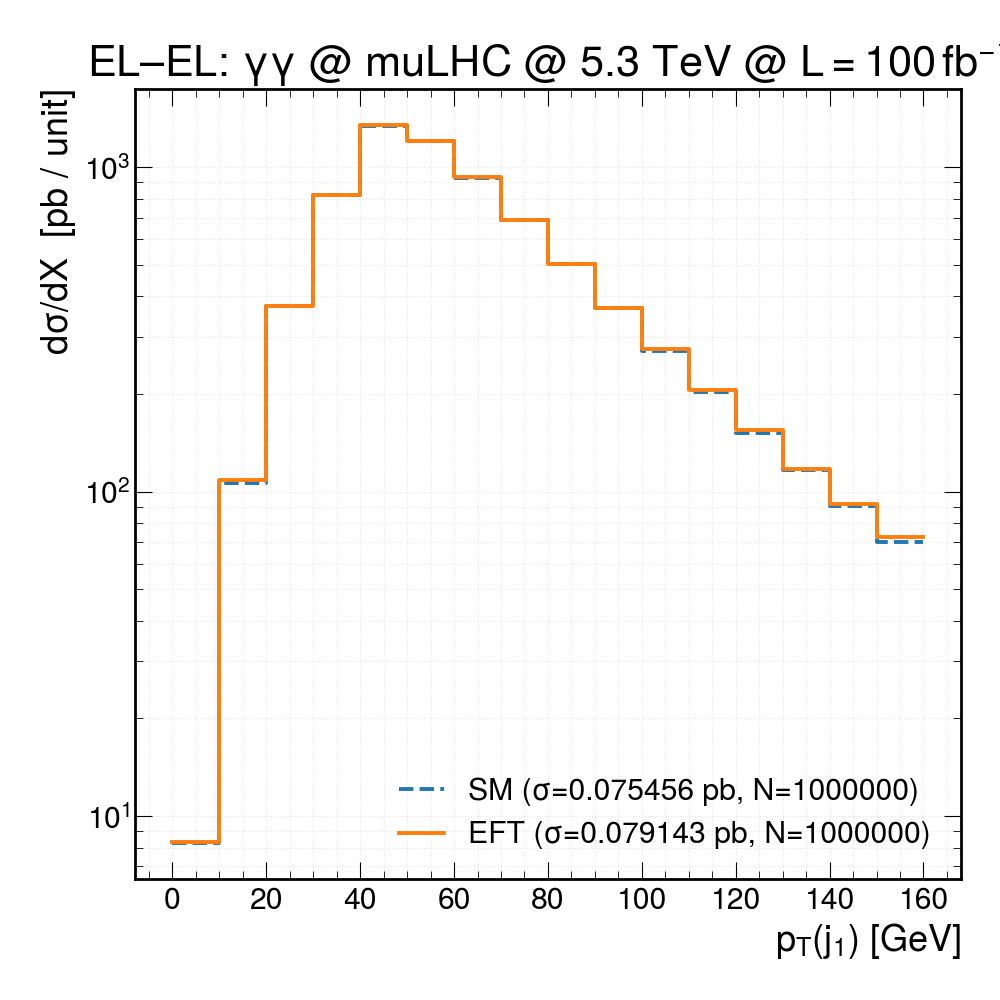 EL–EL: γγ @ muLHC @ 5.3 TeV @ L = 100 fb⁻
dσ/dX [pb / unit]
10³
10²
10¹
SM (σ=0.075456 pb, N=1000000)
EFT (σ=0.079143 pb, N=1000000)
0 20 40 60 80 100 120 140 160
p_T(j₁) [GeV]